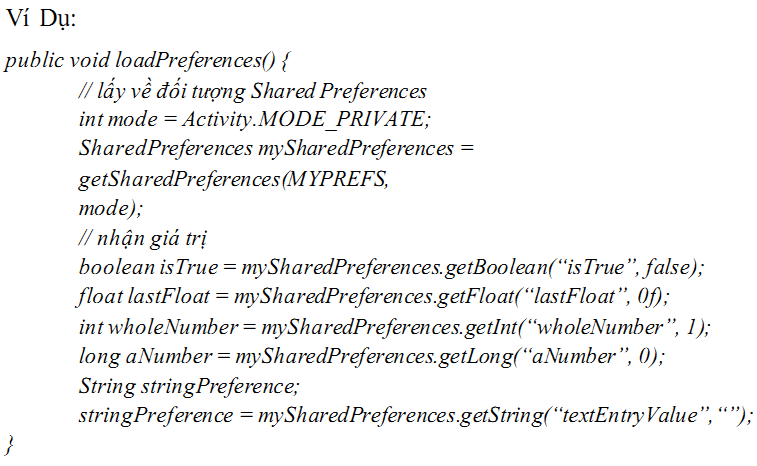 Ví Dụ:
public void loadPreferences() {
// lấy về đối tượng Shared Preferences
int mode = Activity.MODE_PRIVATE;
SharedPreferences mySharedPreferences =
getSharedPreferences(MYPREFS,
mode);
// nhận giá trị
boolean isTrue = mySharedPreferences.getBoolean(“isTrue”, false);
float lastFloat = mySharedPreferences.getFloat(“lastFloat”, 0f);
int wholeNumber = mySharedPreferences.getInt(“wholeNumber”, 1);
long aNumber = mySharedPreferences.getLong(“aNumber”, 0);
String stringPreference;
stringPreference = mySharedPreferences.getString(“textEntryValue”,“”);
}